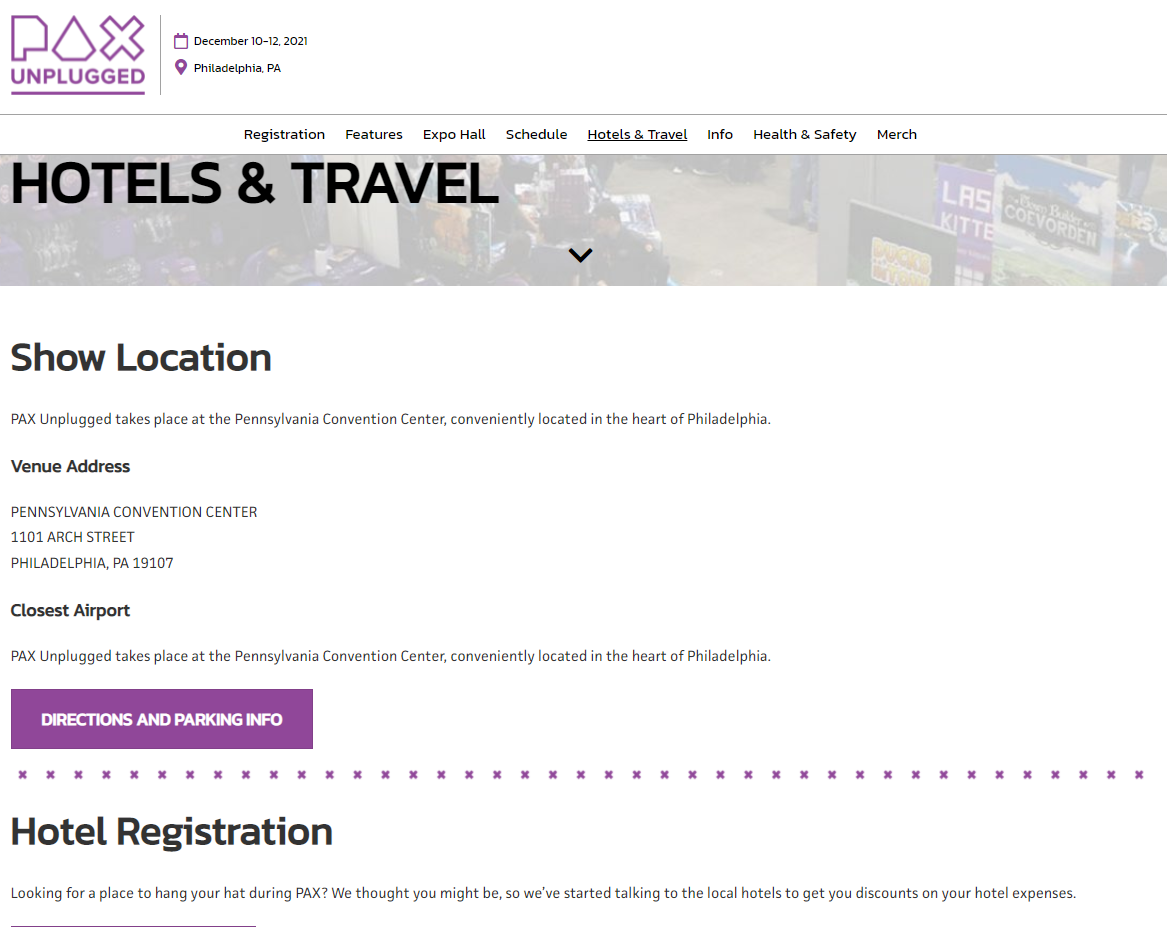 PAX
UNPLUGGED
December 10-12, 2021
Philadelphia, PA
Registration Features Expo Hall Schedule Hotels & Travel Info Health & Safety Merch
HOTELS & TRAVEL
LAS
KITTE
COEVORDEN
Show Location
PAX Unplugged takes place at the Pennsylvania Convention Center, conveniently located in the heart of Philadelphia.
Venue Address
PENNSYLVANIA CONVENTION CENTER
1101 ARCH STREET
PHILADELPHIA, PA 19107
Closest Airport
PAX Unplugged takes place at the Pennsylvania Convention Center, conveniently located in the heart of Philadelphia.
DIRECTIONS AND PARKING INFO
Hotel Registration
Looking for a place to hang your hat during PAX? We thought you might be, so we've started talking to the local hotels to get you discounts on your hotel expenses.